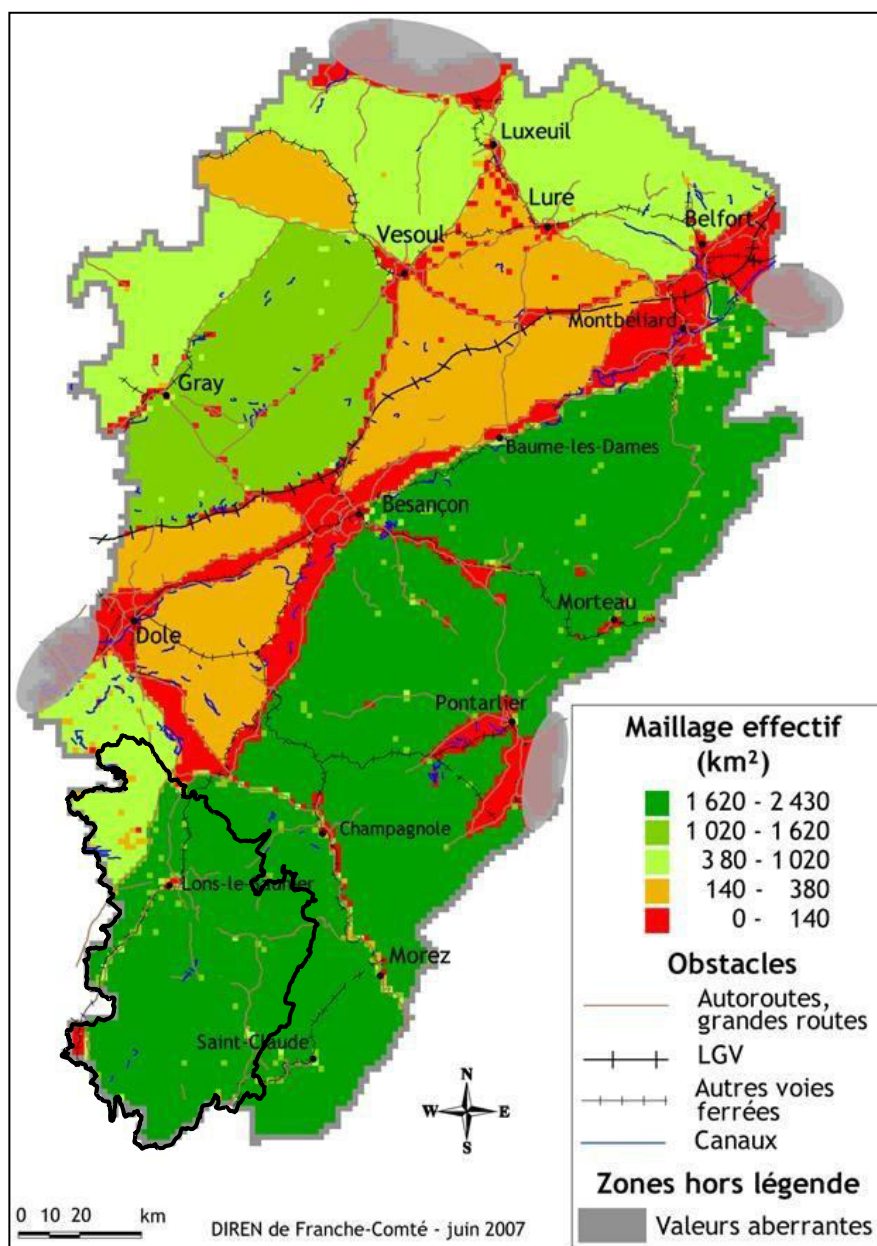 Luxeuil
Lure
Belfort
Vesoul
Montbéliard
Gray
Baume-les-Dames
Besançon
Morteau
Dole
Pontarlier
Champagnole
Lons-le-Saunier
Morez
Saint-Claude
Maillage effectif
(km²)
1 620 - 2 430
1 020 - 1 620
380 - 1 020
140 - 380
0 - 140
Obstacles
Autoroutes,
grandes routes
LGV
Autres voies
ferrées
Canaux
Zones hors légende
Valeurs aberrantes
N
W E
S
0 10 20 km
DIREN de Franche-Comté - juin 2007